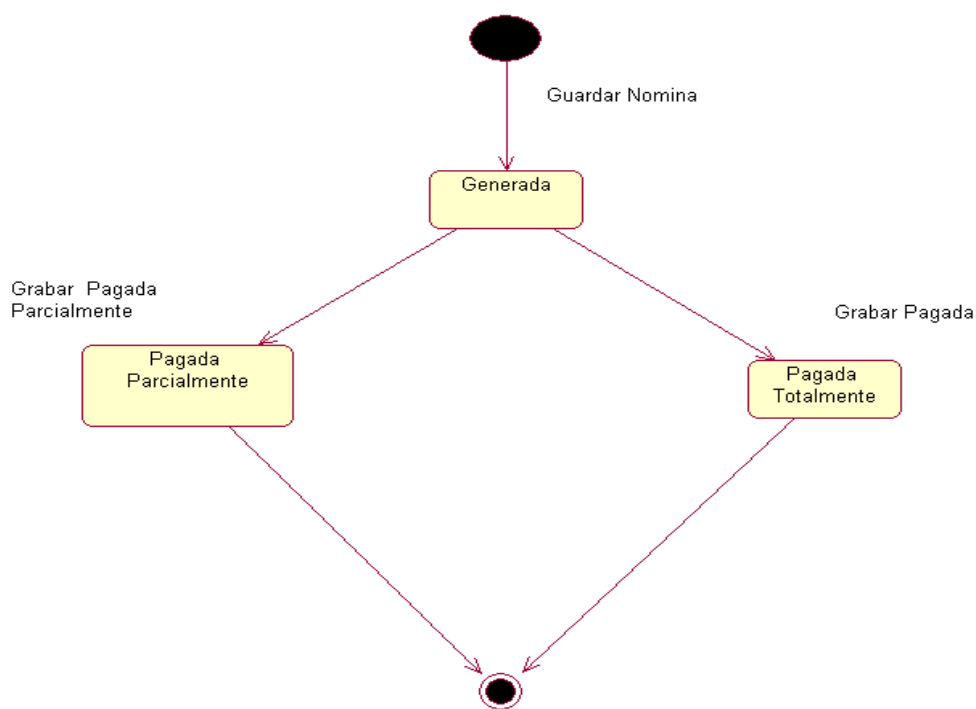 Guardar Nomina
Generada
Grabar Pagada
Parcialmente
Grabar Pagada
Pagada
Parcialmente
Pagada
Totalmente